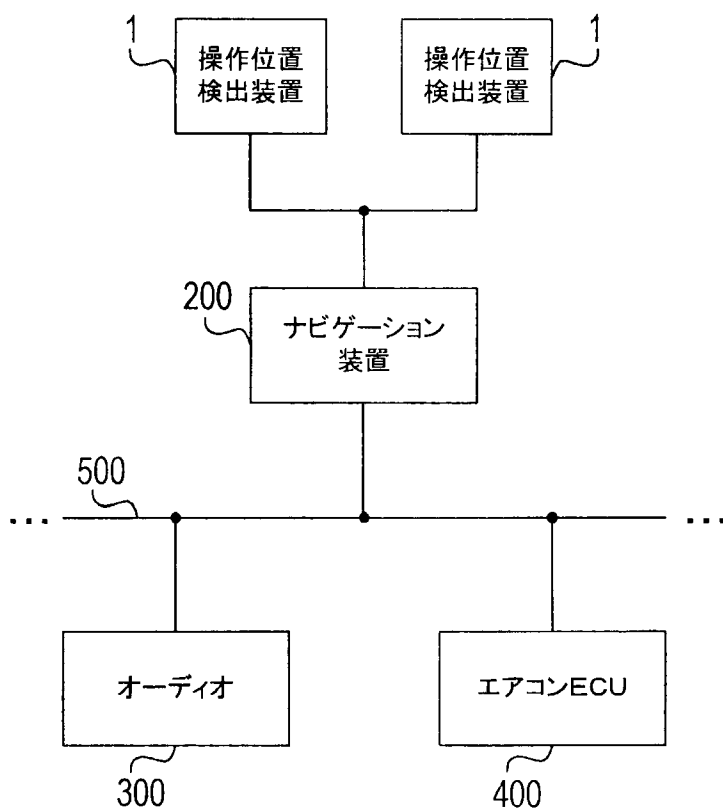 1
操作位置
検出装置
操作位置
検出装置
1
200
ナビゲーション
装置
500
...
...
オーディオ
エアコンECU
300
400